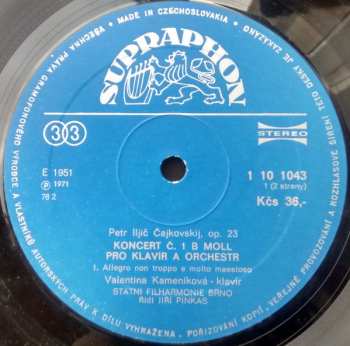 MADE IN CZECHOSLOVAKIA • VŠECHNA PRÁVA GRAMOFONOVÉHO VÝROBCE A VLASTNÍKŮ AUTORSKÝCH PRÁV K DÍLU VYHRAŽENA. POŘIZOVÁNÍ KOPIÍ, VEŘEJNÉ PROVOZOVÁNÍ A ROZHLASOVÉ VYSÍLÁNÍ TÉTO DESKY JE ZAKÁZÁNO
SUPRAPHON
33
STEREO
E 1951
Ⓟ 1971
76 2
1 10 1043
1 (2 strany)
Kčs 36,-
Petr Iljič Čajkovskij, op. 23
KONCERT Č. 1 B MOLL
PRO KLAVÍR A ORCHESTR
1. Allegro non troppo e molto maestoso
Valentina Kameníková - klavír
STÁTNÍ FILHARMONIE BRNO
Řídí JIŘÍ PINKAS